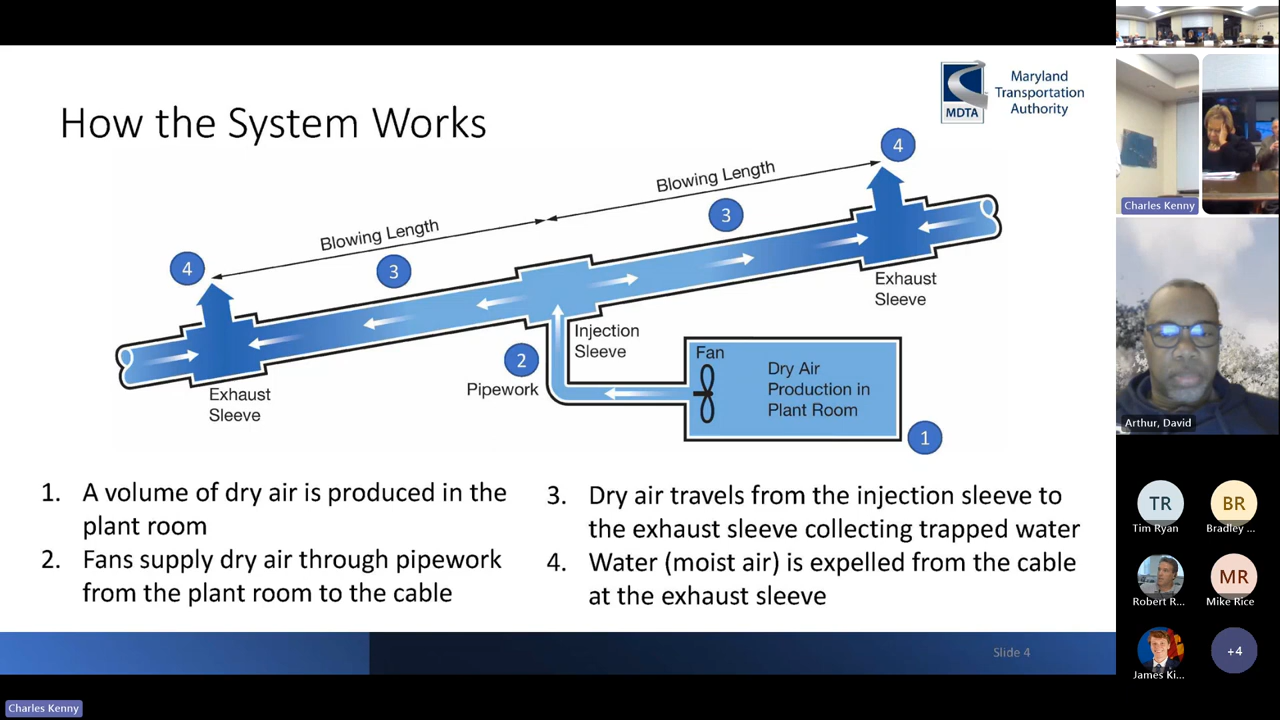 How the System Works
MDTA
Maryland
Transportation
Authority
4
Blowing Length
3
4
Blowing Length
3
Exhaust
Sleeve
Injection
Sleeve
2
Pipework
Fan
Dry Air
Production in
Plant Room
1
Exhaust
Sleeve
1. A volume of dry air is produced in the
plant room
2. Fans supply dry air through pipework
from the plant room to the cable
3. Dry air travels from the injection sleeve to
the exhaust sleeve collecting trapped water
4. Water (moist air) is expelled from the cable
at the exhaust sleeve
Slide 4
Charles Kenny
Charles Kenny
Arthur, David
TR
Tim Ryan
BR
Bradley ...
Robert R...
MR
Mike Rice
James Ki...
+4